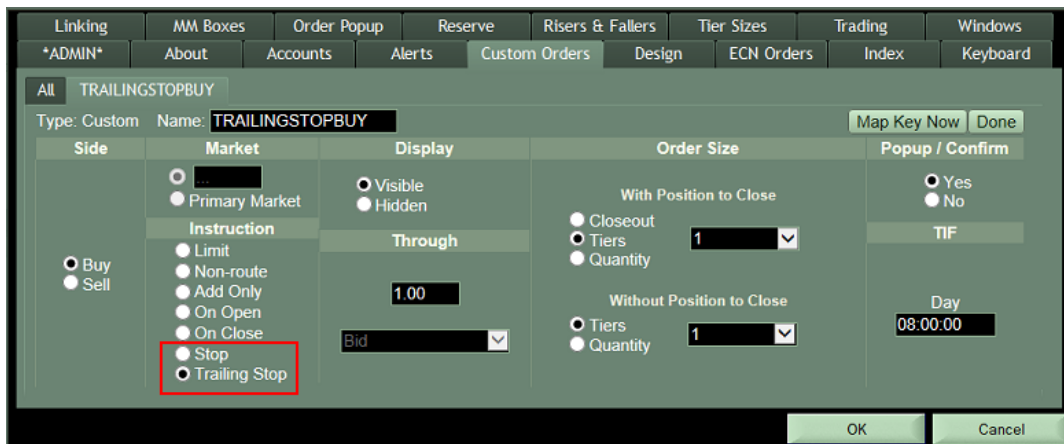 Linking MM Boxes Order Popup Reserve Risers & Fallers Tier Sizes Trading Windows
*ADMIN* About Accounts Alerts Custom Orders Design ECN Orders Index Keyboard
All TRAILINGSTOPBUY
Type: Custom Name: TRAILINGSTOPBUY Map Key Now Done
Side Market Display Order Size Popup / Confirm
Buy
Sell
...
Primary Market
Instruction
Limit
Non-route
Add Only
On Open
On Close
Stop
Trailing Stop
Visible
Hidden
Through
1.00
Bid
With Position to Close
Closeout
Tiers 1
Quantity
Without Position to Close
Tiers 1
Quantity
Yes
No
TIF
Day
08:00:00
OK Cancel